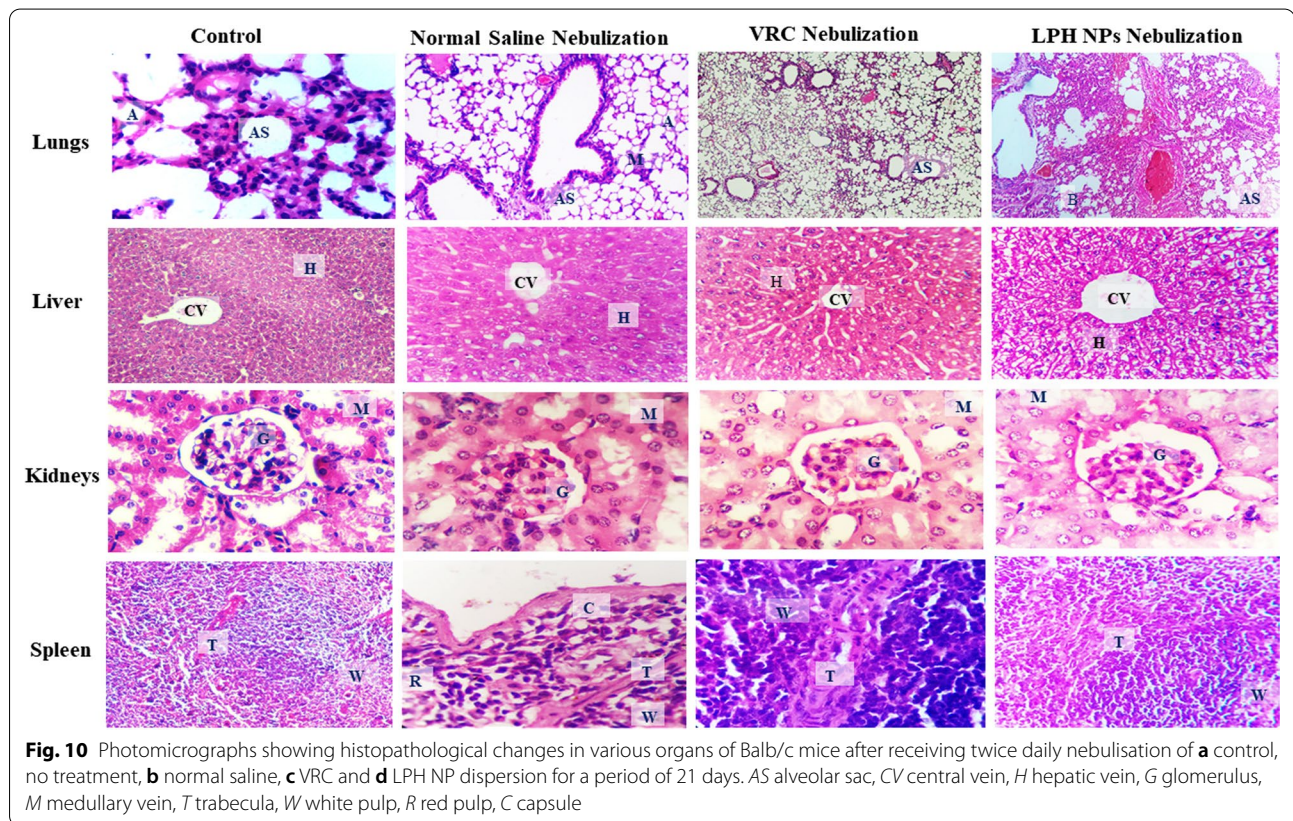 Control Normal Saline Nebulization VRC Nebulization LPH NPs Nebulization
Lungs
A AS
A M AS
AS
B AS
Liver
H CV
CV H
H CV
CV H
Kidneys
M G
M G
M G
M G
Spleen
T W
C R T W
W T
T W
Fig. 10 Photomicrographs showing histopathological changes in various organs of Balb/c mice after receiving twice daily nebulisation of a control,
no treatment, b normal saline, c VRC and d LPH NP dispersion for a period of 21 days. AS alveolar sac, CV central vein, H hepatic vein, G glomerulus,
M medullary vein, T trabecula, W white pulp, R red pulp, C capsule